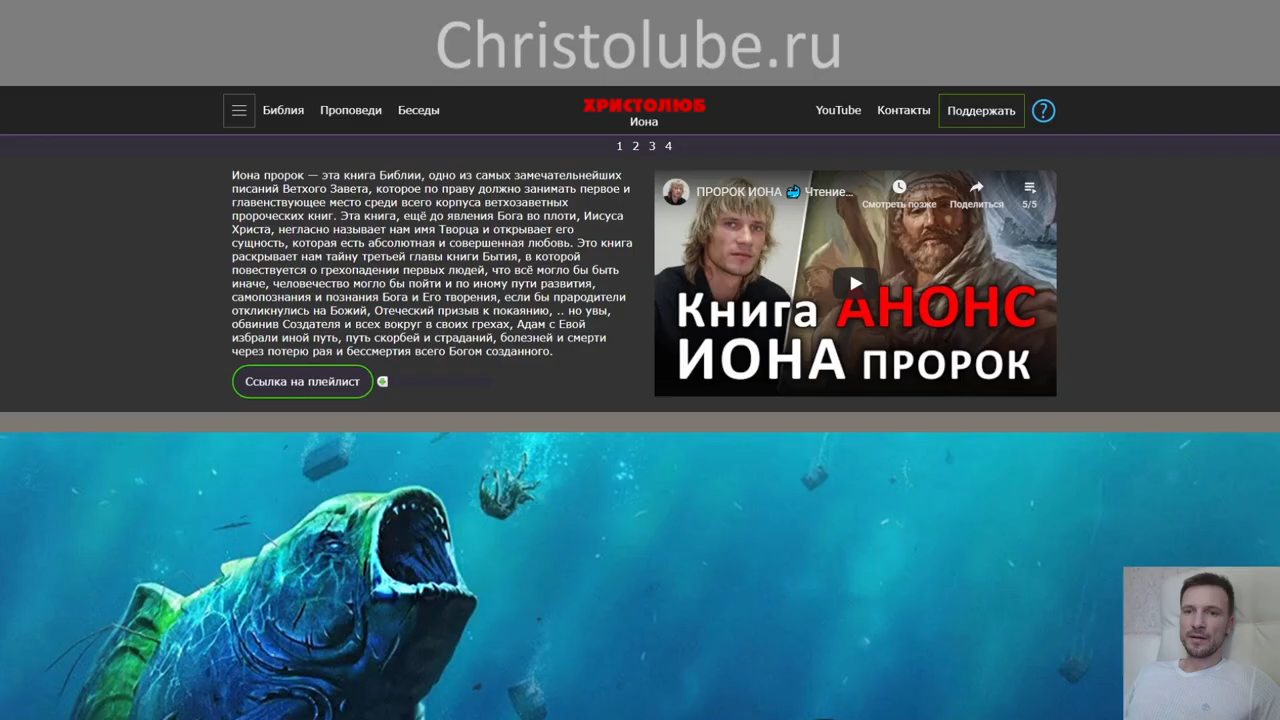 Christolube.ru
Библия Проповеди Беседы
ХРИСТОЛЮБ
Иона
YouTube Контакты Поддержать ?
1 2 3 4
Иона пророк — эта книга Библии, одно из самых замечательнейших
писаний Ветхого Завета, которое по праву должно занимать первое и
главенствующее место среди всего корпуса ветхозаветных
пророческих книг. Эта книга, ещё до явления Бога во плоти, Иисуса
Христа, негласно называет нам имя Творца и открывает его
сущность, которая есть абсолютная и совершенная любовь. Это книга
раскрывает нам тайну третьей главы книги Бытия, в которой
повествуется о грехопадении первых людей, что всё могло бы быть
иначе, человечество могло бы пойти и по иному пути развития,
самопознания и познания Бога и Его творения, если бы прародители
откликнулись на Божий, Отеческий призыв к покаянию, .. но увы,
обвинив Создателя и всех вокруг в своих грехах, Адам с Евой
избрали иной путь, путь скорбей и страданий, болезней и смерти
через потерю рая и бессмертия всего Богом созданного.
Ссылка на плейлист
ПРОРОК ИОНА 🐳 Чтение...
Смотреть позже Поделиться 5/5
Книга АНОНС
ИОНА ПРОРОК